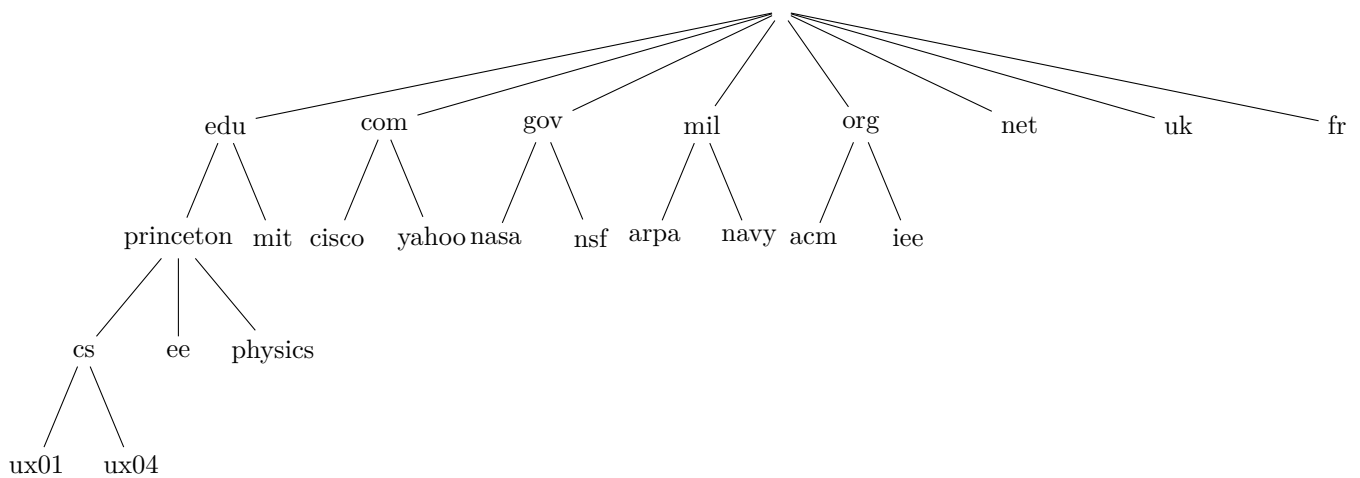 edu com gov mil org net uk fr
princeton mit cisco yahoo nasa nsf arpa navy acm iee
cs ee physics
ux01 ux04